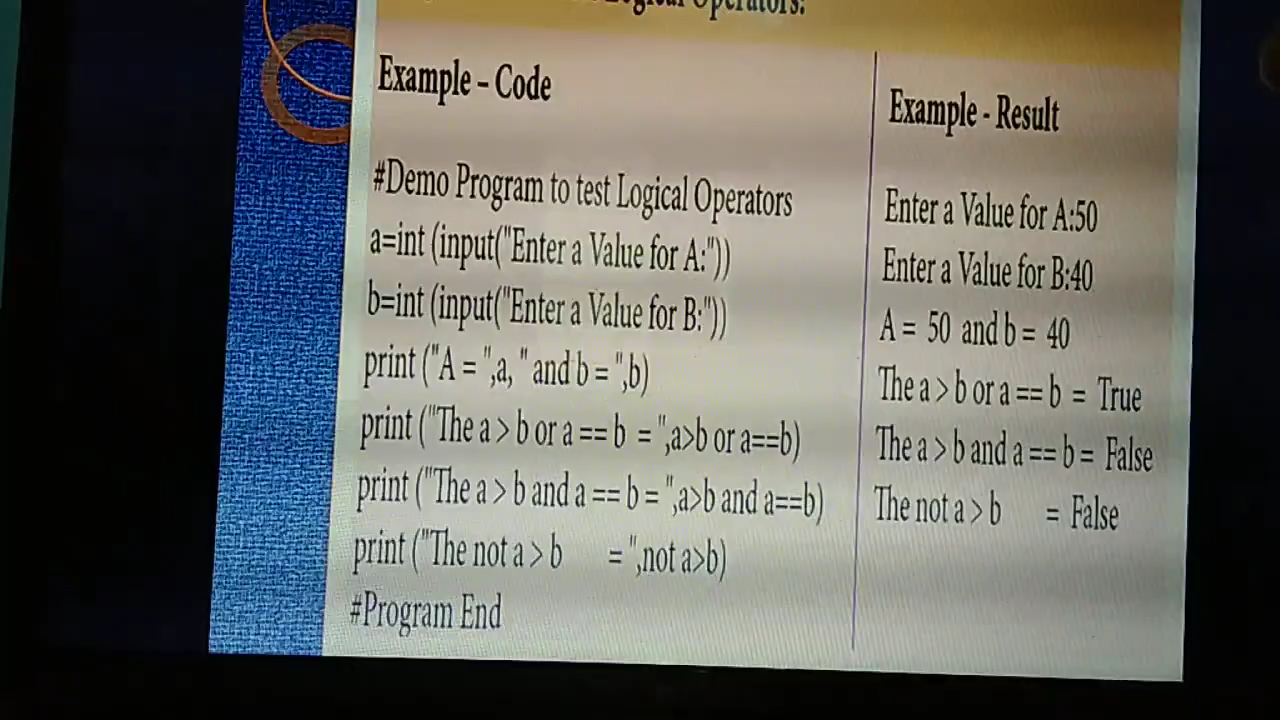 Logical Operators:
Example - Code
#Demo Program to test Logical Operators
a=int (input("Enter a Value for A:"))
b=int (input("Enter a Value for B:"))
print ("A = ",a, " and b = ",b)
print ("The a > b or a == b  = ",a>b or a==b)
print ("The a > b and a == b = ",a>b and a==b)
print ("The not a > b       = ",not a>b)
#Program End
Example - Result
Enter a Value for A:50
Enter a Value for B:40
A =  50  and b =  40
The a > b or a == b  =  True
The a > b and a == b =  False
The not a > b       =  False